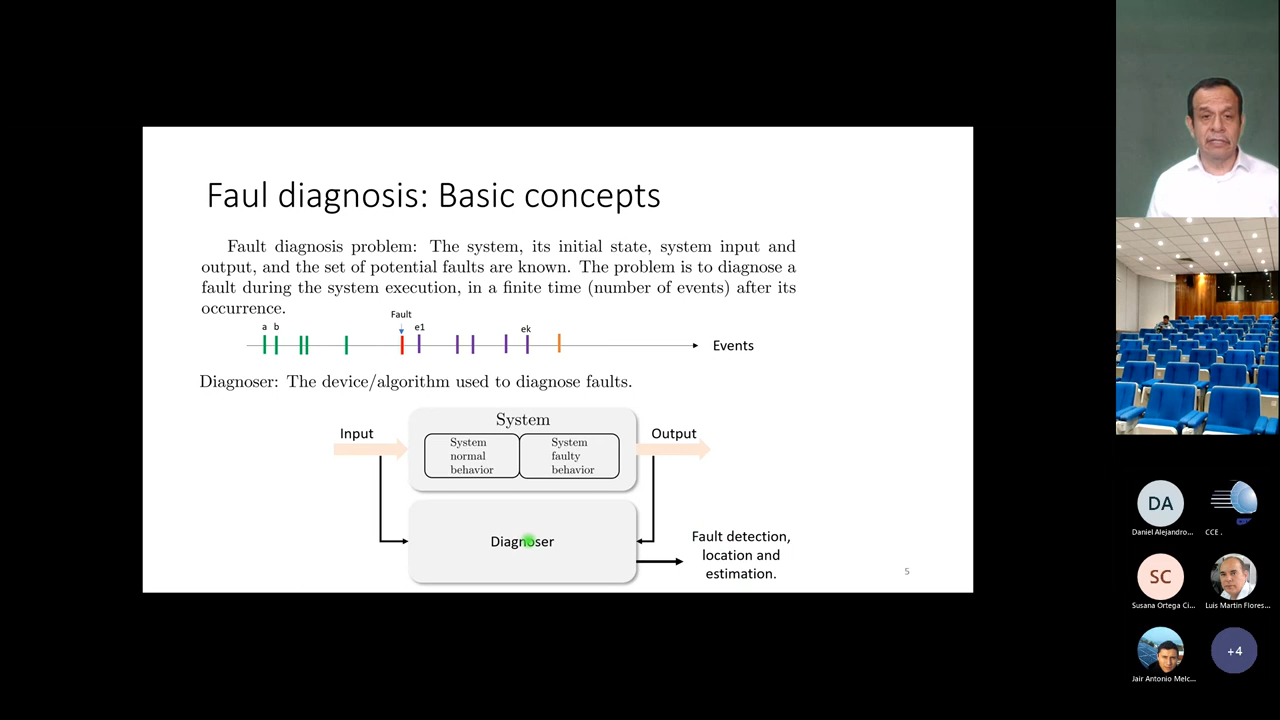 Faul diagnosis: Basic concepts
Fault diagnosis problem: The system, its initial state, system input and
output, and the set of potential faults are known. The problem is to diagnose a
fault during the system execution, in a finite time (number of events) after its
occurrence.
Fault
a b e1 ek
Events
Diagnoser: The device/algorithm used to diagnose faults.
System
Input
Output
System
normal
behavior
System
faulty
behavior
Diagnoser
Fault detection,
location and
estimation.
5
DA
Daniel Alejandro...
CCE .
SC
Susana Ortega Ci...
Luis Martin Flores...
Jair Antonio Melc...
+4